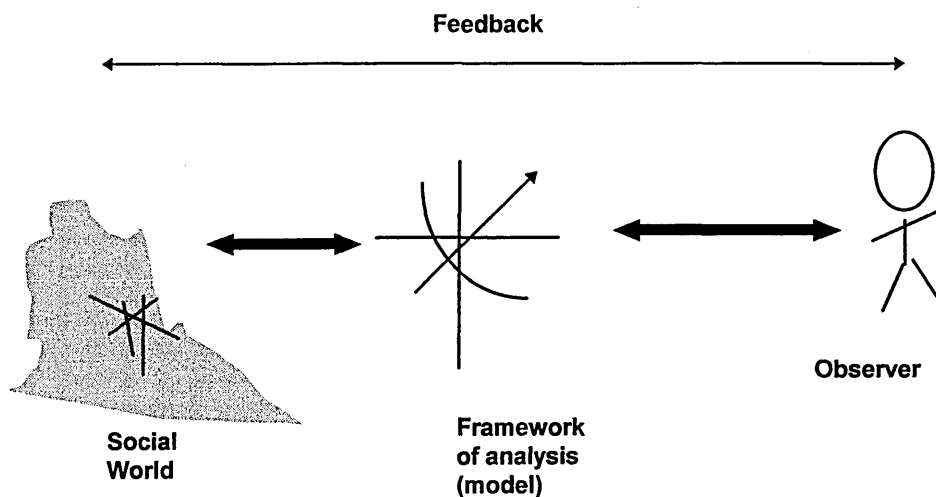 Feedback
Observer
Social
World
Framework
of analysis
(model)